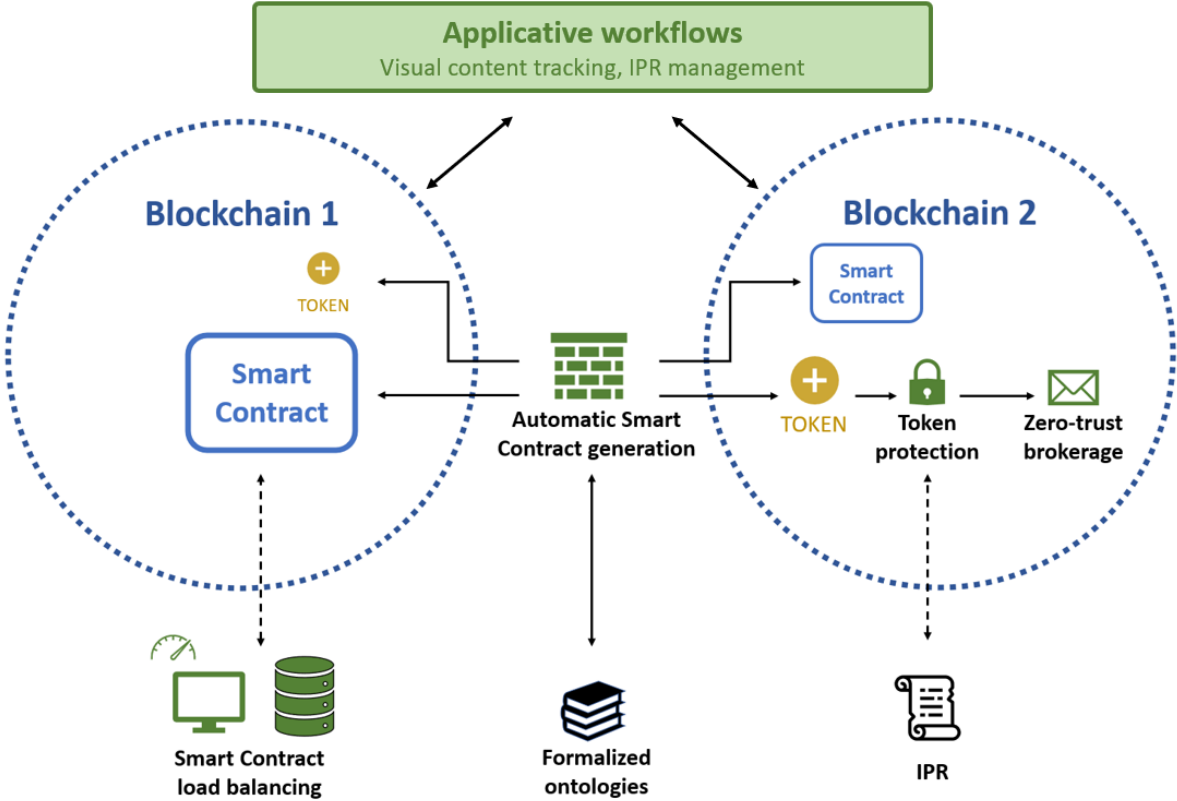 Applicative workflows
Visual content tracking, IPR management
Blockchain 1
TOKEN
Smart
Contract
Blockchain 2
Smart
Contract
Automatic Smart
Contract generation
TOKEN
Token
protection
Zero-trust
brokerage
Smart Contract
load balancing
Formalized
ontologies
IPR